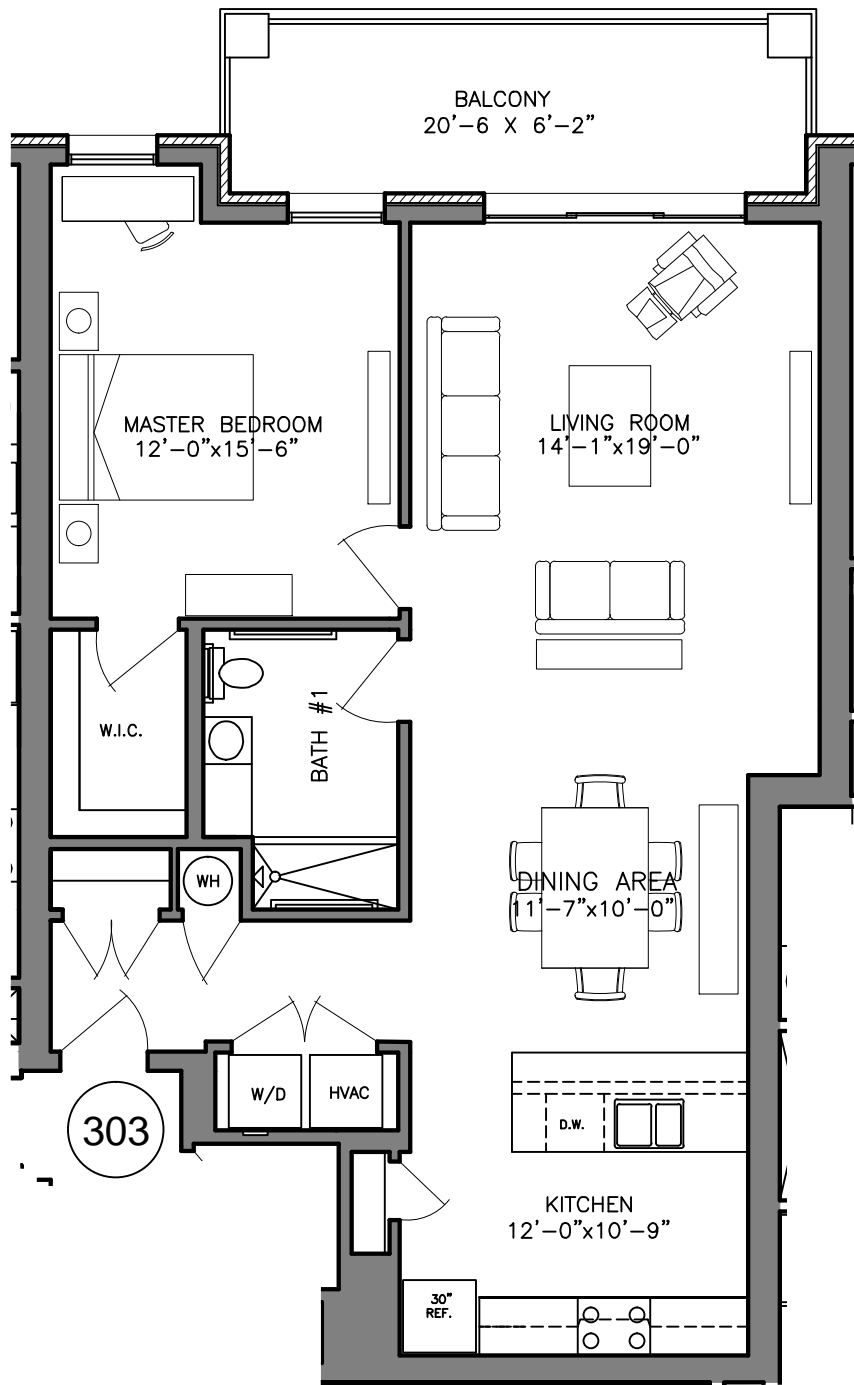 BALCONY
20'-6 X 6'-2"
MASTER BEDROOM
12'-0"x15'-6"
LIVING ROOM
14'-1"x19'-0"
W.I.C.
BATH #1
WH
DINING AREA
11'-7"x10'-0"
W/D
HVAC
D.W.
303
KITCHEN
12'-0"x10'-9"
30"
REF.